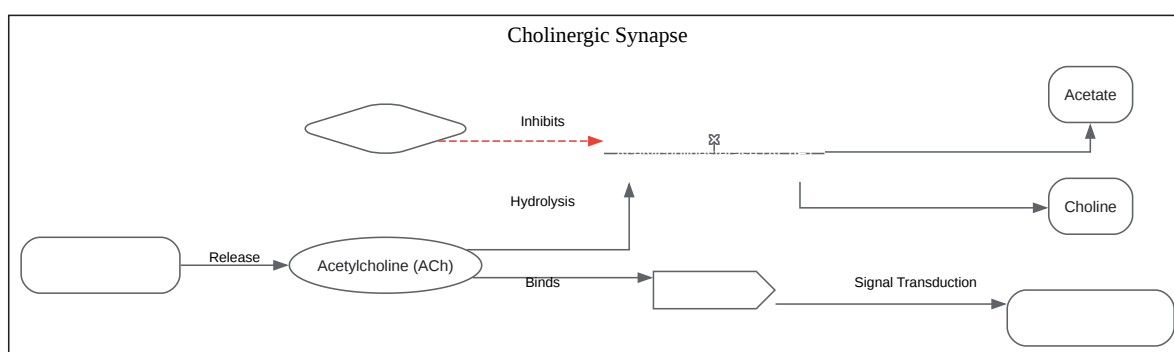 Cholinergic Synapse
Acetate
Inhibits
Hydrolysis
Choline
Release
Acetylcholine (ACh)
Binds
Signal Transduction